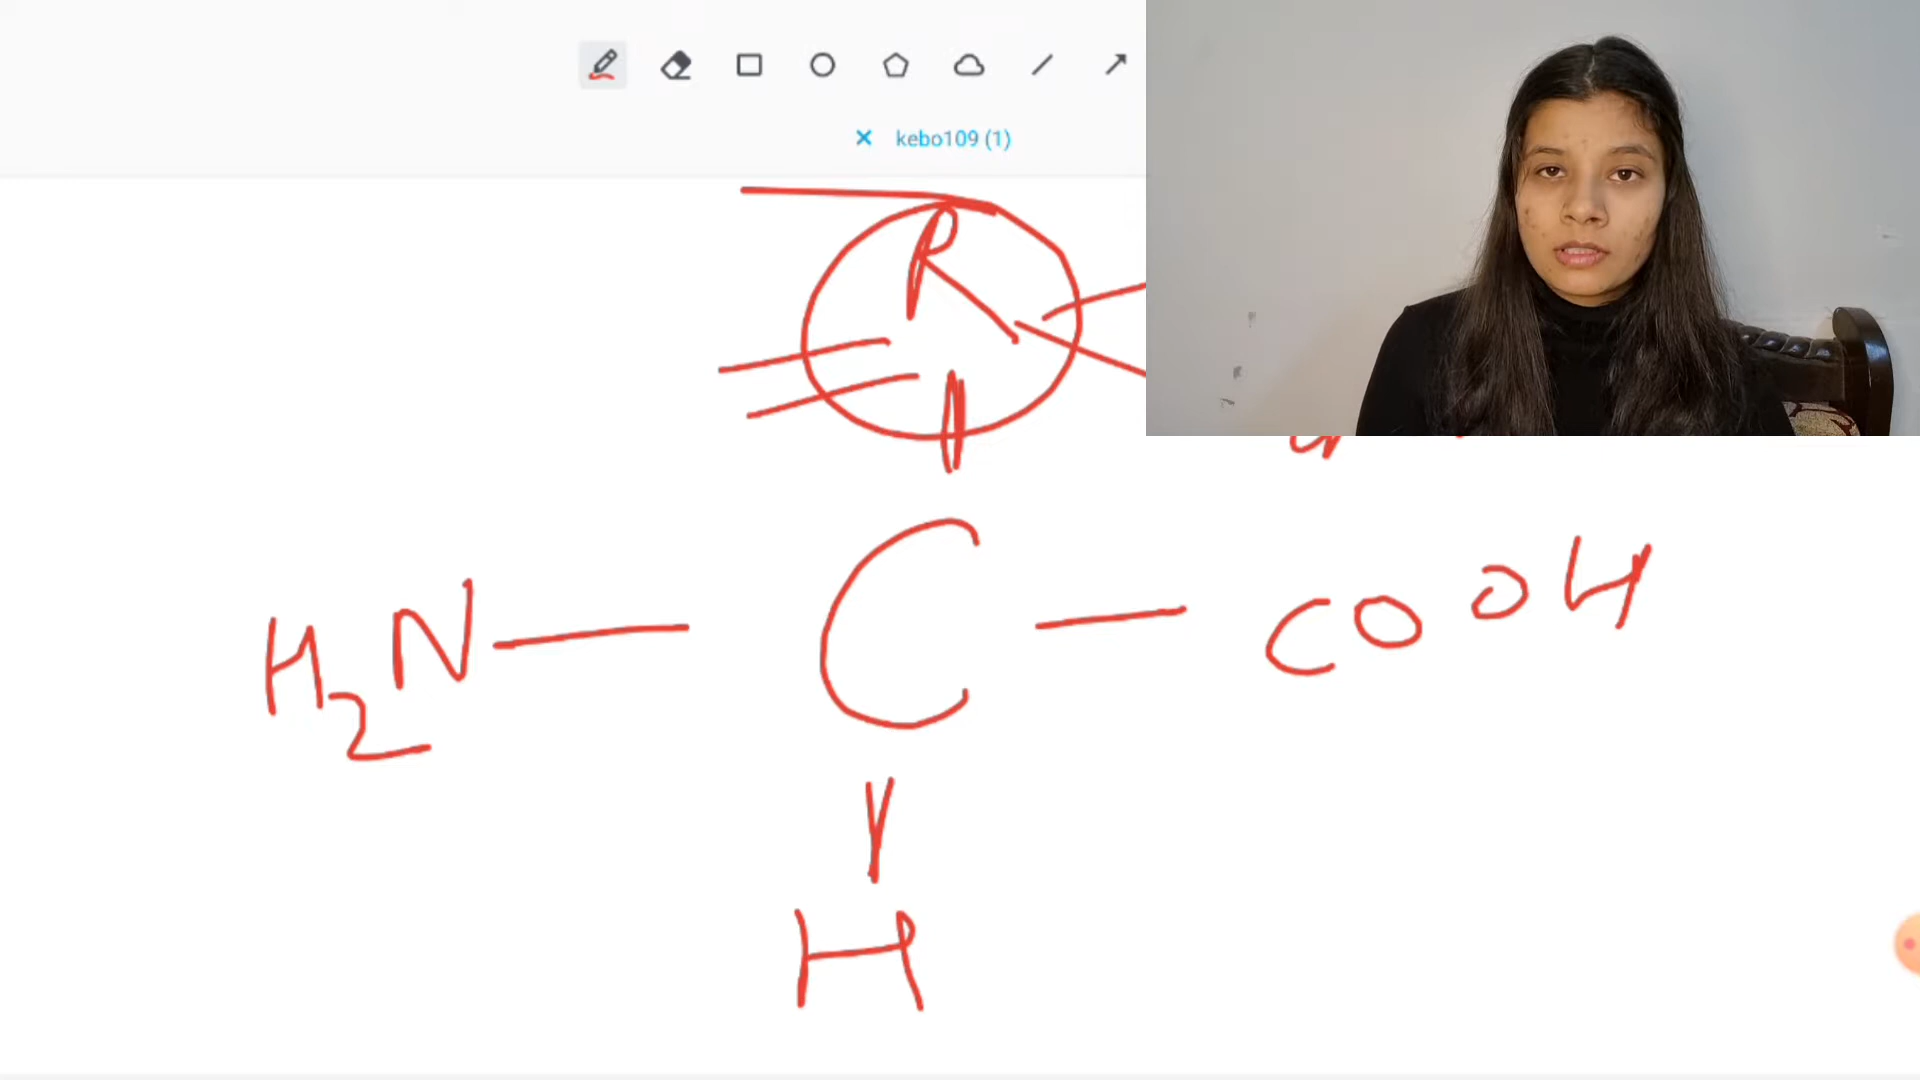 kebo109 (1)
R
H2N — C — COOH
H